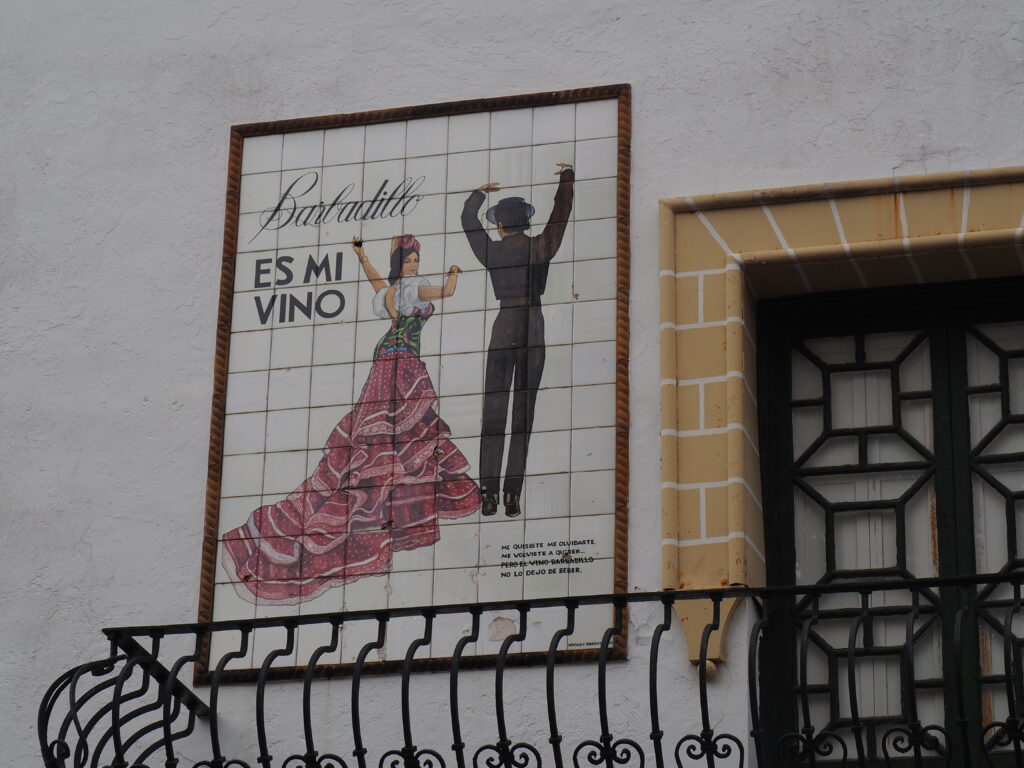 Barbadillo
ES MI
VINO
ME QUISISTE ME OLVIDASTE,
ME VOLVISTE A QUERER...
PERO EL VINO BARBADILLO
NO LO DEJO DE BEBER.